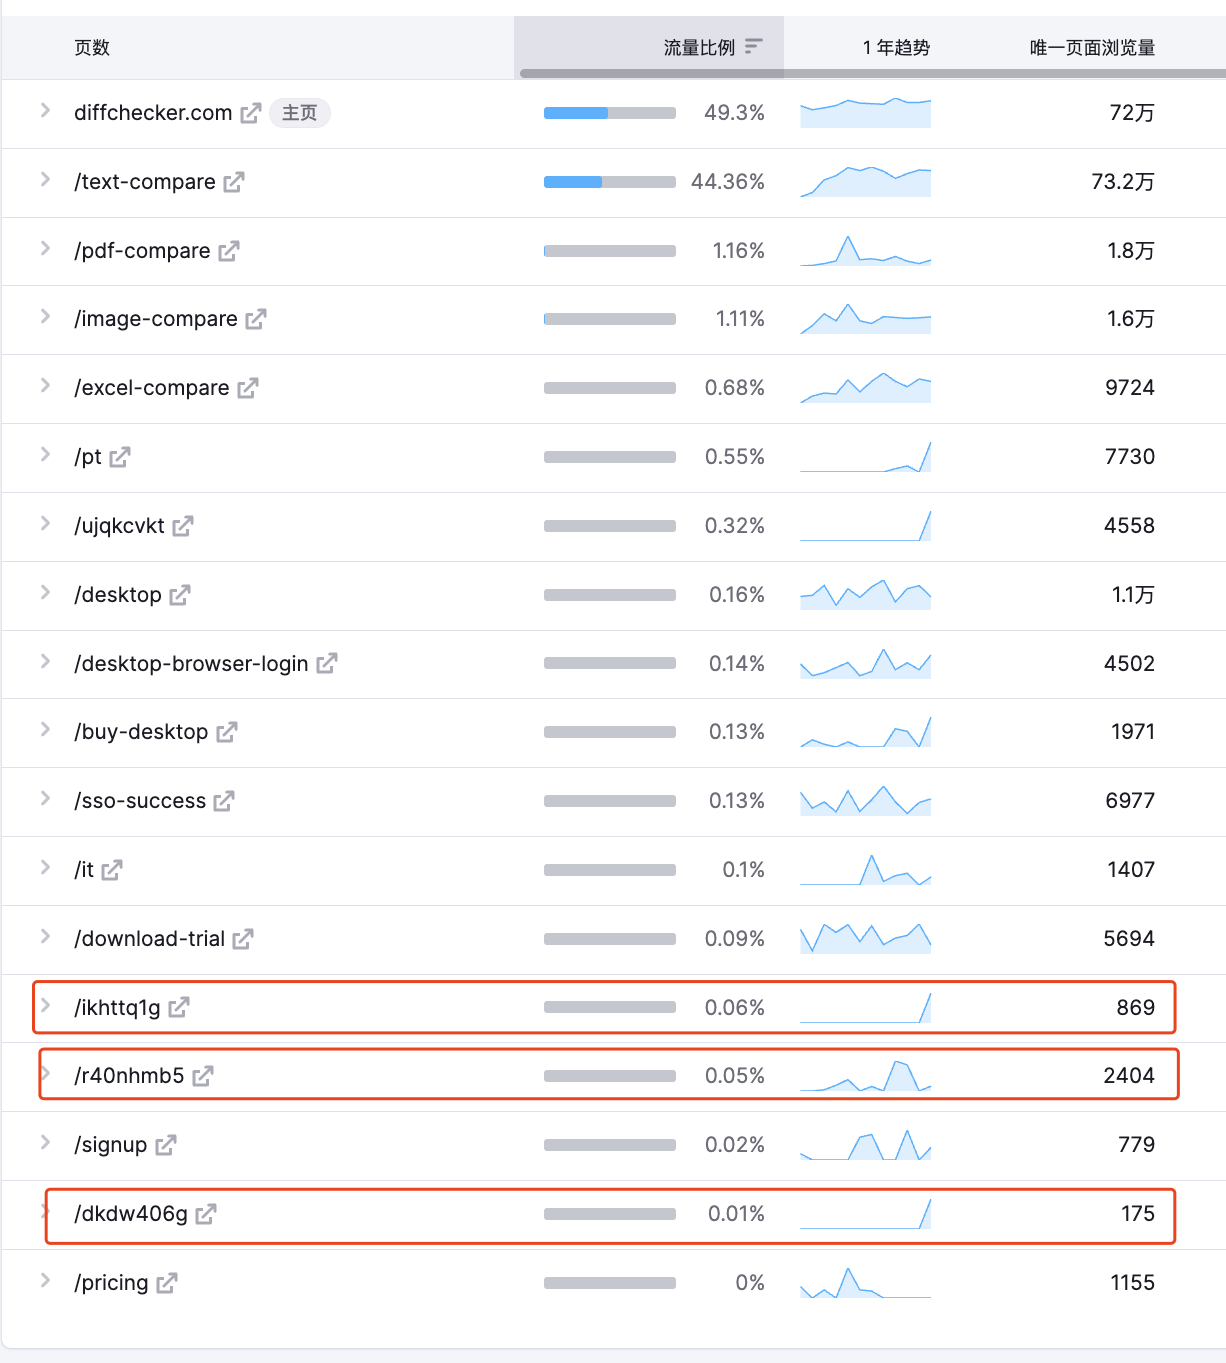 页数 流量比例 1 年趋势 唯一页面浏览量
diffchecker.com 主页 49.3% 72万
/text-compare 44.36% 73.2万
/pdf-compare 1.16% 1.8万
/image-compare 1.11% 1.6万
/excel-compare 0.68% 9724
/pt 0.55% 7730
/ujqkcvkt 0.32% 4558
/desktop 0.16% 1.1万
/desktop-browser-login 0.14% 4502
/buy-desktop 0.13% 1971
/sso-success 0.13% 6977
/it 0.1% 1407
/download-trial 0.09% 5694
/ikhttq1g 0.06% 869
/r40nhmb5 0.05% 2404
/signup 0.02% 779
/dkdw406g 0.01% 175
/pricing 0% 1155